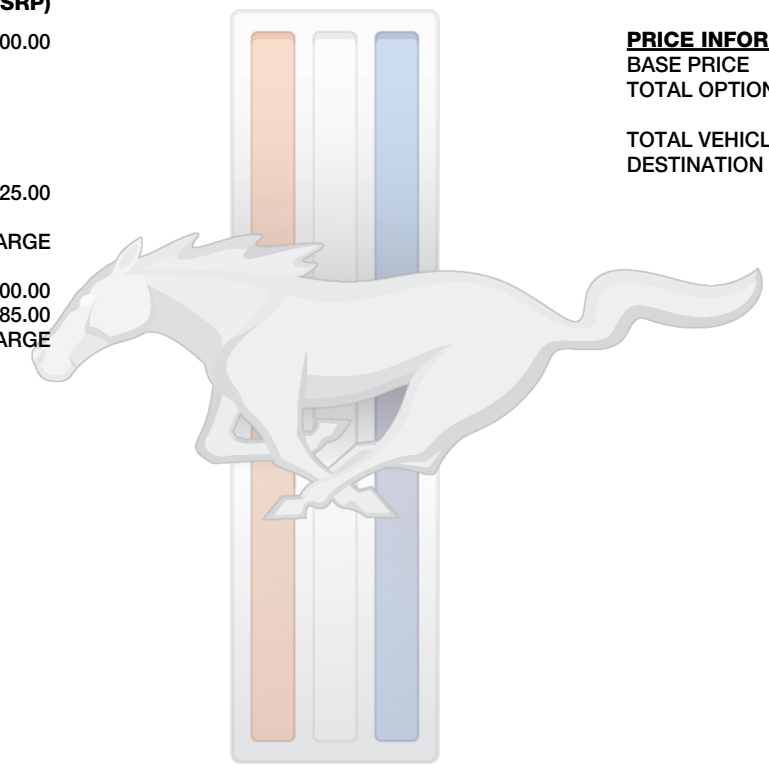 SRP)
00.00
25.00
ARGE
00.00
85.00
ARGE
PRICE INFOR
BASE PRICE
TOTAL OPTION
TOTAL VEHICL
DESTINATION